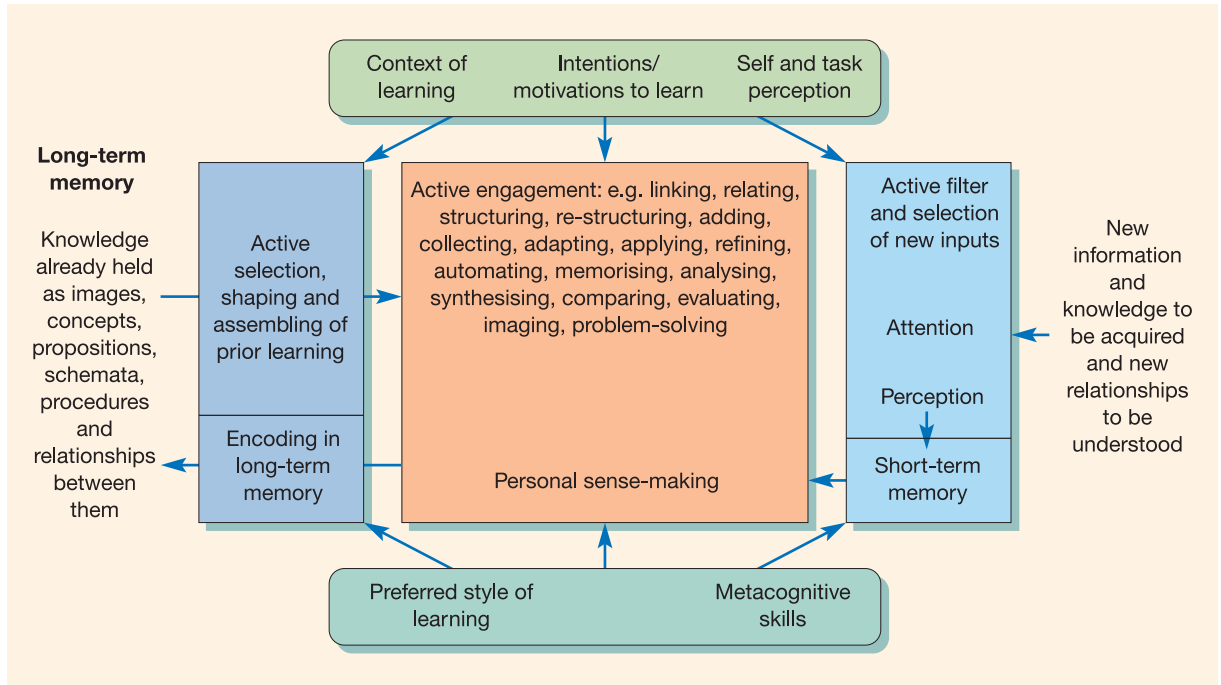 Context of
learning
Intentions/
motivations to learn
Self and task
perception
Long-term
memory
Knowledge
already held
as images,
concepts,
propositions,
schemata,
procedures
and
relationships
between
them
Active
selection,
shaping and
assembling of
prior learning
Encoding in
long-term
memory
Active engagement: e.g. linking, relating,
structuring, re-structuring, adding,
collecting, adapting, applying, refining,
automating, memorising, analysing,
synthesising, comparing, evaluating,
imaging, problem-solving
Personal sense-making
Active filter
and selection
of new inputs
Attention
Perception
Short-term
memory
New
information
and
knowledge to
be acquired
and new
relationships
to be
understood
Preferred style of
learning
Metacognitive
skills